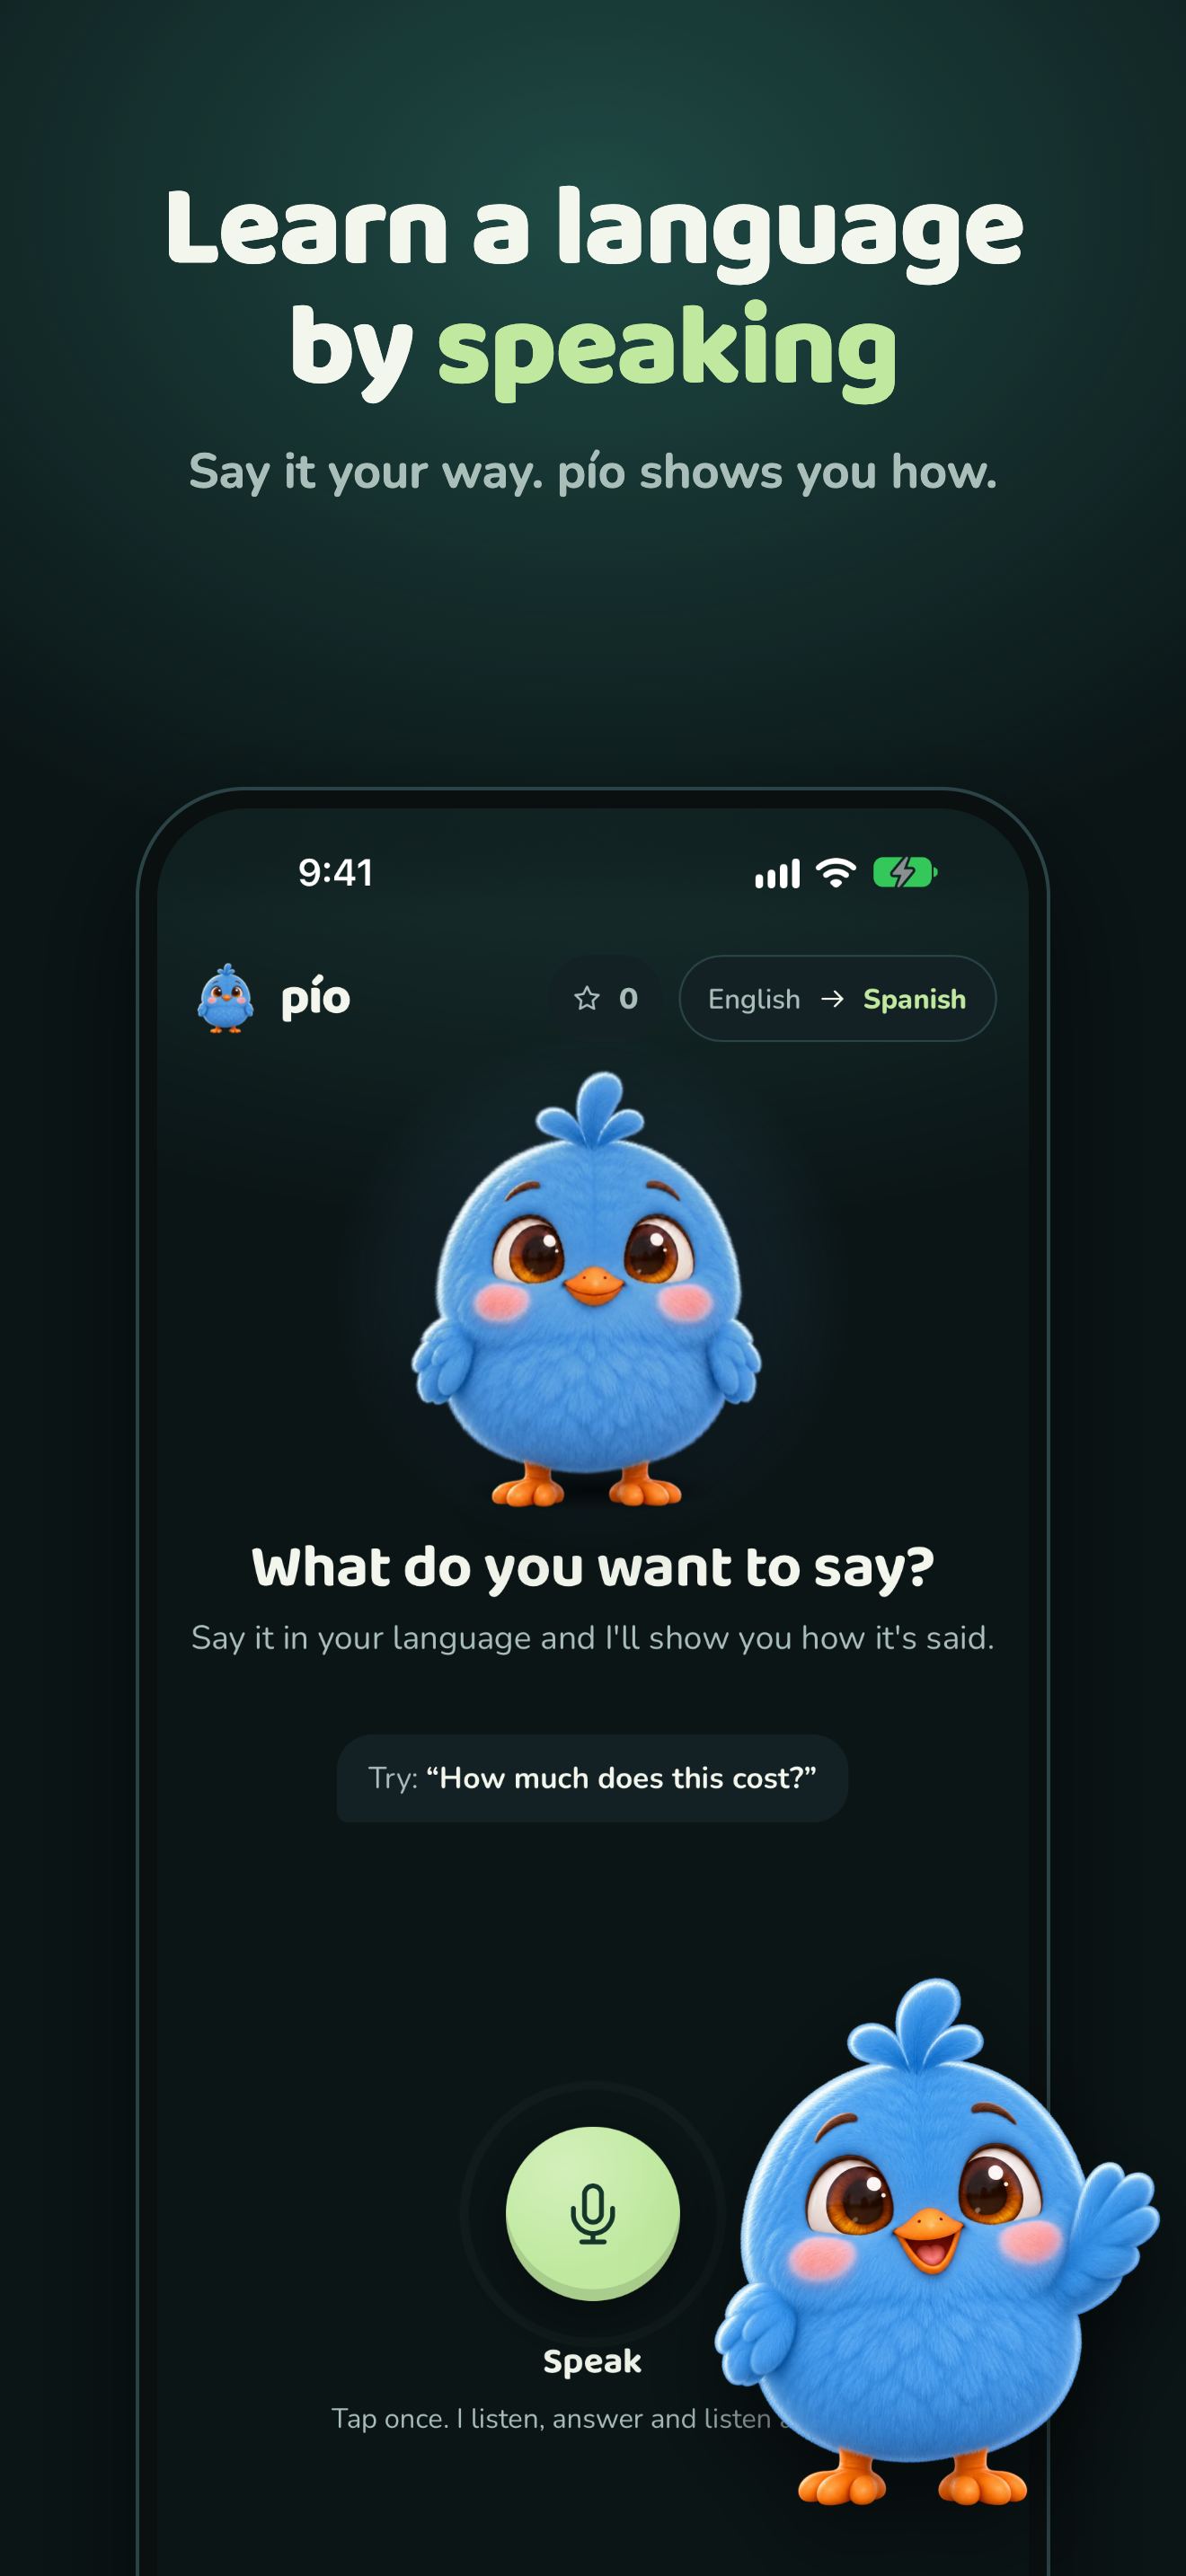 Learn a language
by speaking
Say it your way. pío shows you how.
9:41
pío
0
English → Spanish
What do you want to say?
Say it in your language and I'll show you how it's said.
Try: “How much does this cost?”
Speak
Tap once. I listen, answer and listen